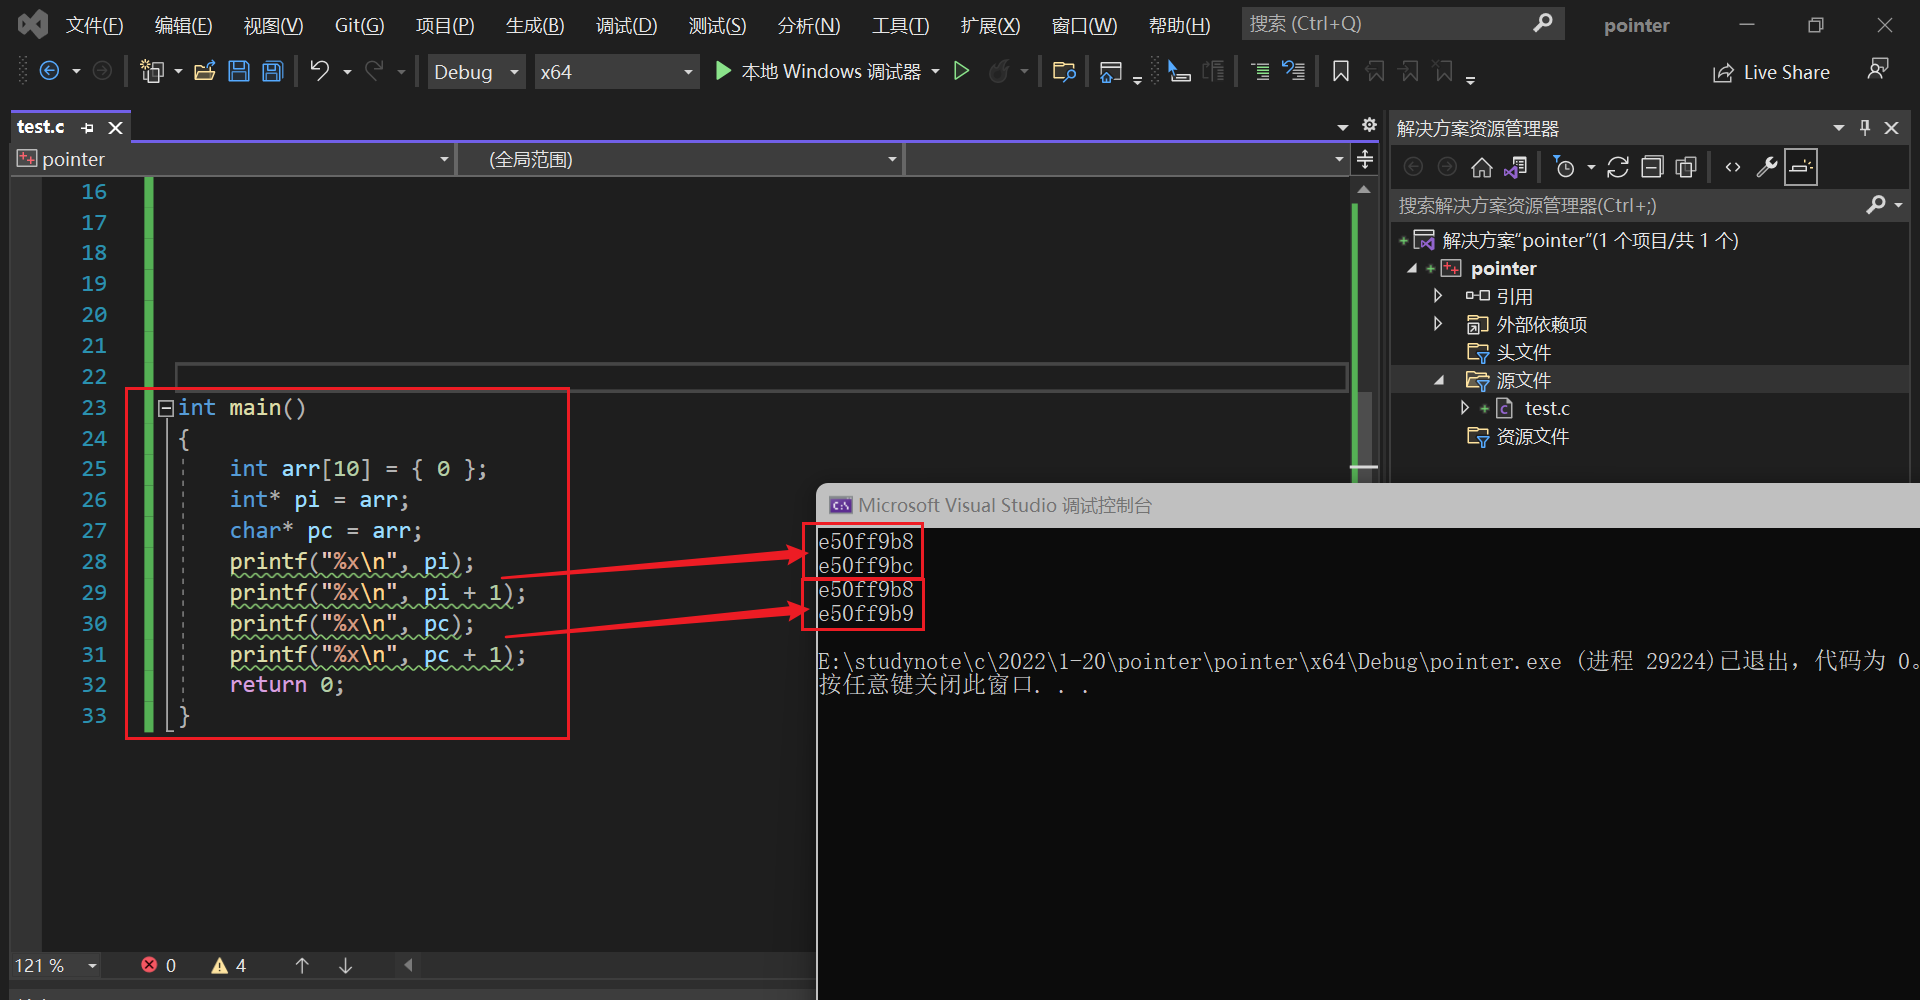 文件(F) 编辑(E) 视图(V) Git(G) 项目(P) 生成(B) 调试(D) 测试(S) 分析(N) 工具(T) 扩展(X) 窗口(W) 帮助(H) 搜索 (Ctrl+Q) pointer
Debug x64 本地 Windows 调试器 Live Share
test.c
pointer (全局范围)
16
17
18
19
20
21
22
23 int main()
24 {
25 int arr[10] = { 0 };
26 int* pi = arr;
27 char* pc = arr;
28 printf("%x\n", pi);
29 printf("%x\n", pi + 1);
30 printf("%x\n", pc);
31 printf("%x\n", pc + 1);
32 return 0;
33 }
121 % 0 4
解决方案资源管理器
搜索解决方案资源管理器(Ctrl+;)
解决方案"pointer"(1 个项目/共 1 个)
pointer
引用
外部依赖项
头文件
源文件
test.c
资源文件
Microsoft Visual Studio 调试控制台
e50ff9b8
e50ff9bc
e50ff9b8
e50ff9b9
E:\studynote\c\2022\1-20\pointer\pointer\x64\Debug\pointer.exe (进程 29224)已退出，代码为 0。
按任意键关闭此窗口. . .